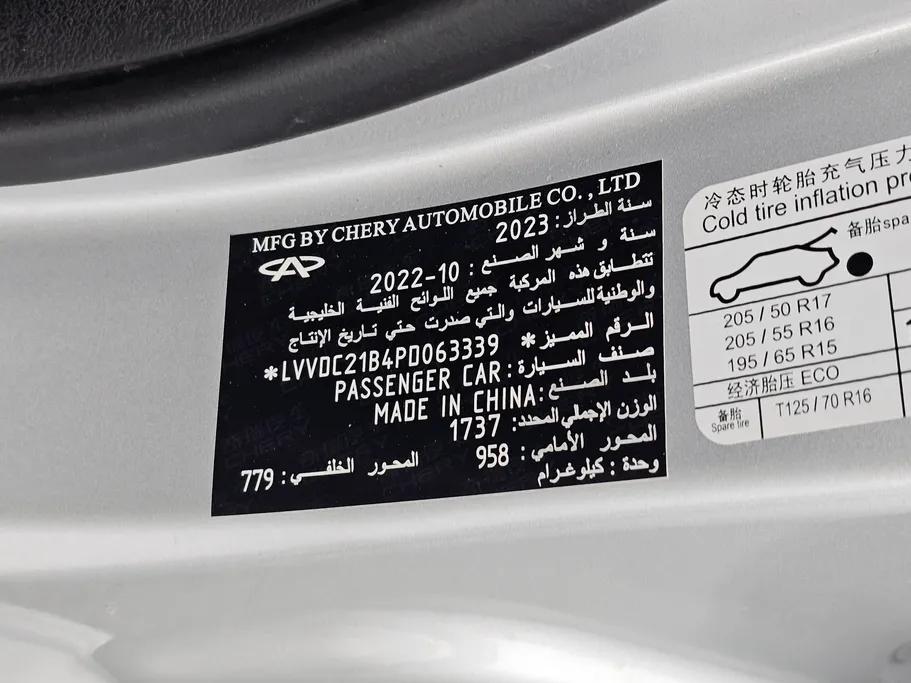 MFG BY CHERY AUTOMOBILE CO. , LTD
سنة الطراز: 2023
سنة و شهر الصنع : 2022-10
تتطابق هذه المركبة جميع اللوائح الفنية الخليجية
والوطنية للسيارات والتي صدرت حتي تاريخ الإنتاج
الرقم المميز: *
LVVDC21B4PD063339*
صنف السيارة: PASSENGER CAR
بلد الصنع: MADE IN CHINA
الوزن الإجمالي المحدد: 1737
المحور الأمامي: 958 المحور الخلفي: 779
وحدة : كيلوغرام
冷态时轮胎充气压力
Cold tire inflation
备胎
205 / 50 R17
205 / 55 R16
195 / 65 R15
经济胎压 ECO
备胎
Spare tire
T125 / 70 R16